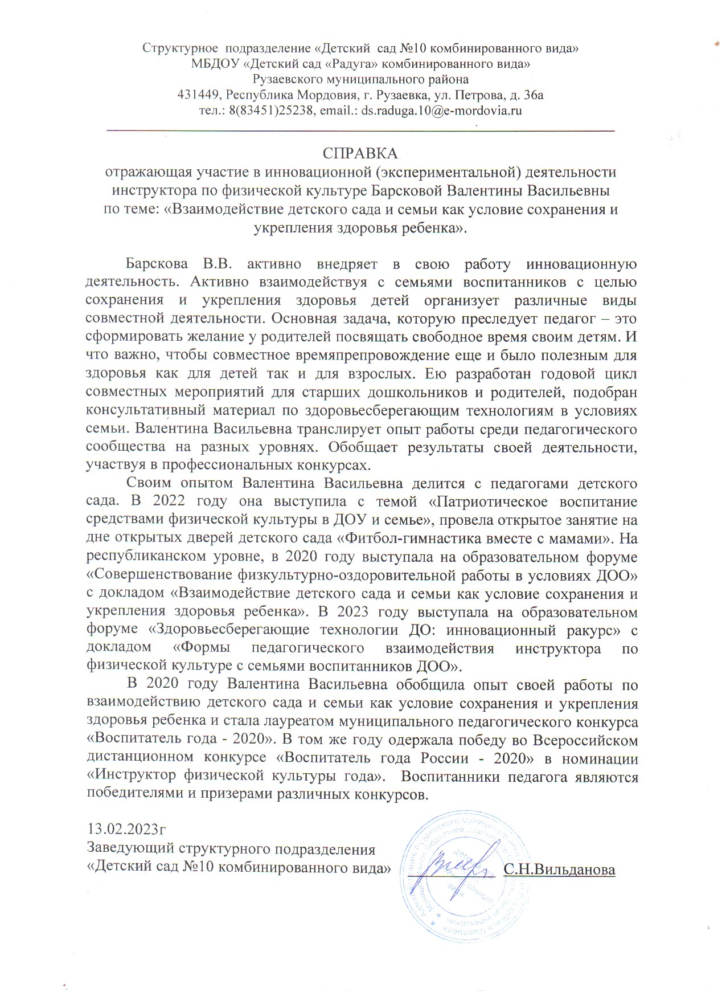 Структурное подразделение «Детский сад №10 комбинированного вида»
МБДОУ «Детский сад «Радуга» комбинированного вида»
Рузаевского муниципального района
431449, Республика Мордовия, г. Рузаевка, ул. Петрова, д. 36а
тел.: 8(83451)25238, email.: ds.raduga.10@e-mordovia.ru
СПРАВКА
отражающая участие в инновационной (экспериментальной) деятельности
инструктора по физической культуре Барсковой Валентины Васильевны
по теме: «Взаимодействие детского сада и семьи как условие сохранения и
укрепления здоровья ребенка».
Барскова В.В. активно внедряет в свою работу инновационную
деятельность. Активно взаимодействуя с семьями воспитанников с целью
сохранения и укрепления здоровья детей организует различные виды
совместной деятельности. Основная задача, которую преследует педагог – это
сформировать желание у родителей посвящать свободное время своим детям. И
что важно, чтобы совместное времяпрепровождение еще и было полезным для
здоровья как для детей так и для взрослых. Ею разработан годовой цикл
совместных мероприятий для старших дошкольников и родителей, подобран
консультативный материал по здоровьесберегающим технологиям в условиях
семьи. Валентина Васильевна транслирует опыт работы среди педагогического
сообщества на разных уровнях. Обобщает результаты своей деятельности,
участвуя в профессиональных конкурсах.
Своим опытом Валентина Васильевна делится с педагогами детского
сада. В 2022 году она выступила с темой «Патриотическое воспитание
средствами физической культуры в ДОУ и семье», провела открытое занятие на
дне открытых дверей детского сада «Фитбол-гимнастика вместе с мамами». На
республиканском уровне, в 2020 году выступала на образовательном форуме
«Совершенствование физкультурно-оздоровительной работы в условиях ДОО»
с докладом «Взаимодействие детского сада и семьи как условие сохранения и
укрепления здоровья ребенка». В 2023 году выступала на образовательном
форуме «Здоровьесберегающие технологии ДО: инновационный ракурс» с
докладом «Формы педагогического взаимодействия инструктора по
физической культуре с семьями воспитанников ДОО».
В 2020 году Валентина Васильевна обобщила опыт своей работы по
взаимодействию детского сада и семьи как условие сохранения и укрепления
здоровья ребенка и стала лауреатом муниципального педагогического конкурса
«Воспитатель года - 2020». В том же году одержала победу во Всероссийском
дистанционном конкурсе «Воспитатель года России - 2020» в номинации
«Инструктор физической культуры года». Воспитанники педагога являются
победителями и призерами различных конкурсов.
13.02.2023г
Заведующий структурного подразделения
«Детский сад №10 комбинированного вида» С.Н.Вильданова